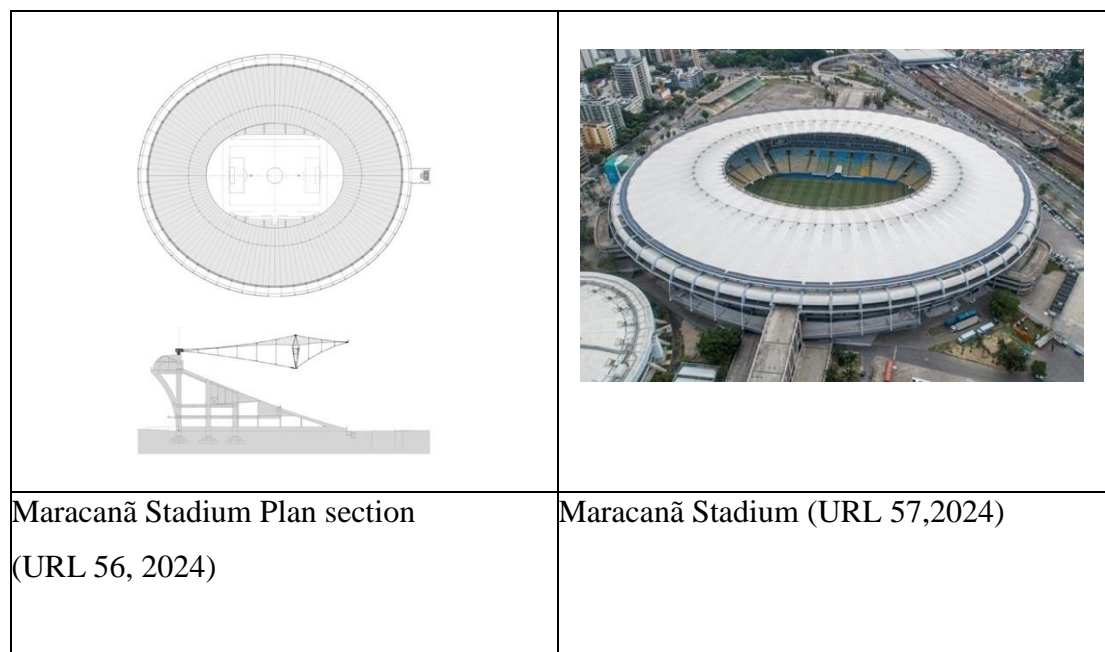 Maracanã Stadium Plan section
(URL 56, 2024)
Maracanã Stadium (URL 57,2024)